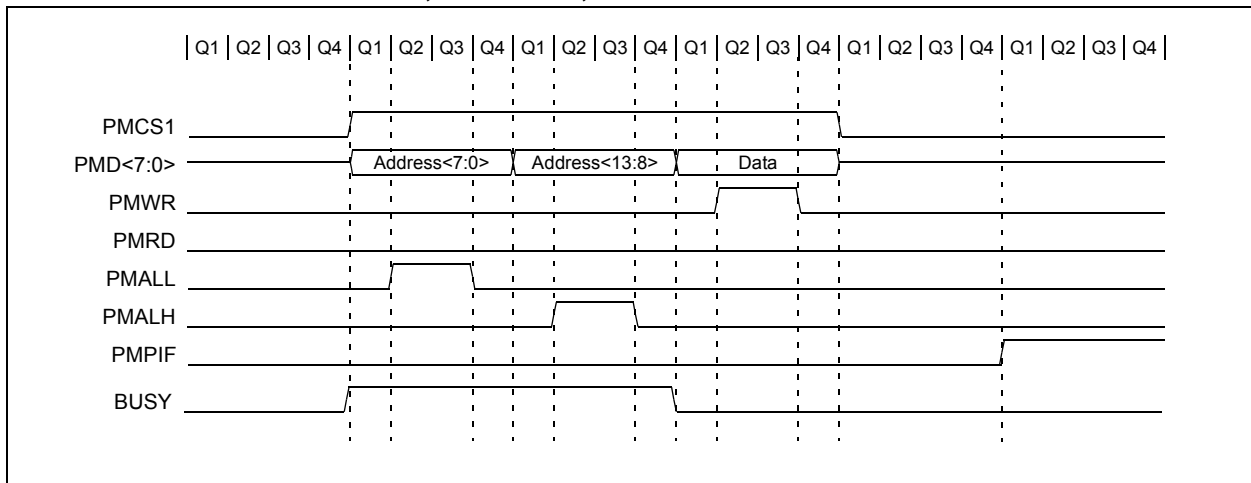 Q1 Q2 Q3 Q4 Q1 Q2 Q3 Q4 Q1 Q2 Q3 Q4 Q1 Q2 Q3 Q4 Q1 Q2 Q3 Q4 Q1 Q2 Q3 Q4
PMCS1
PMD<7:0> Address<7:0> Address<13:8> Data
PMWR
PMRD
PMALL
PMALH
PMPIF
BUSY